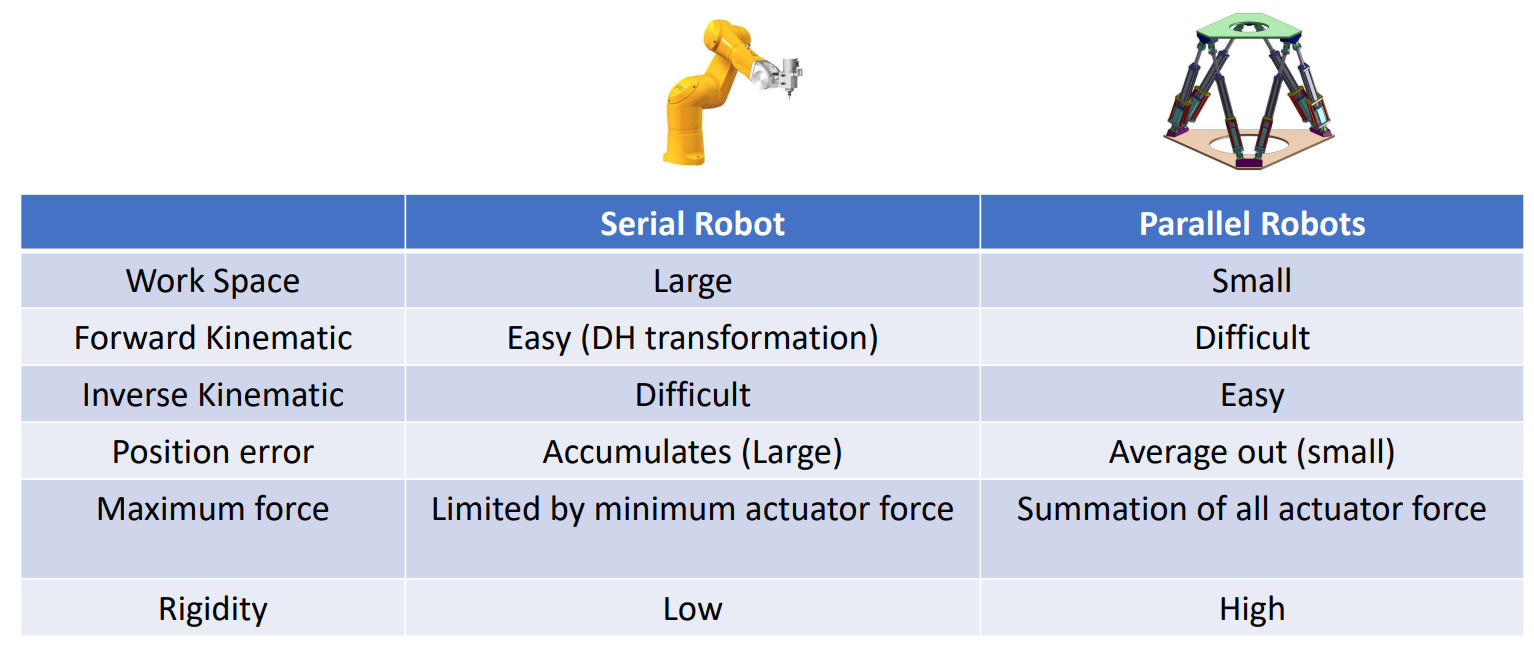 Serial Robot Parallel Robots
Work Space Large Small
Forward Kinematic Easy (DH transformation) Difficult
Inverse Kinematic Difficult Easy
Position error Accumulates (Large) Average out (small)
Maximum force Limited by minimum actuator force Summation of all actuator force
Rigidity Low High